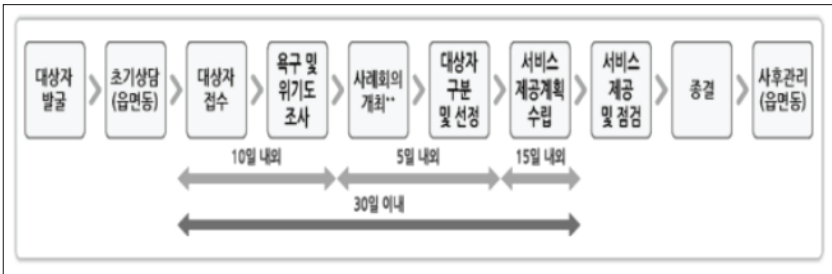 대상자
발굴
초기상담
(읍면동)
대상자
접수
욕구 및
위기도
조사
사례회의
개최**
대상자
구분
및 선정
서비스
제공계획
수립
서비스
제공
및 점검
종결
사후관리
(읍면동)
10일 내외
5일 내외
15일 내외
30일 이내